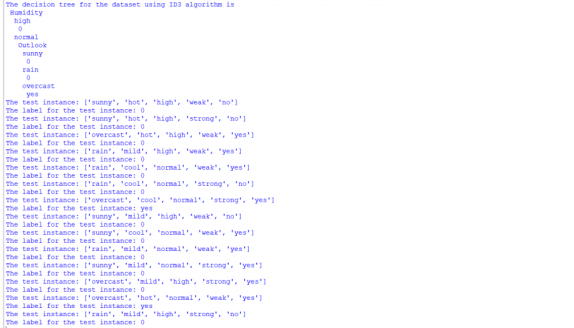 The decision tree for the dataset using ID3 algorithm is
Humidity
high
0
normal
Outlook
sunny
0
rain
0
overcast
yes
The test instance: ['sunny', 'hot', 'high', 'weak', 'no']
The label for the test instance: 0
The test instance: ['sunny', 'hot', 'high', 'strong', 'no']
The label for the test instance: 0
The test instance: ['overcast', 'hot', 'high', 'weak', 'yes']
The label for the test instance: 0
The test instance: ['rain', 'mild', 'high', 'weak', 'yes']
The label for the test instance: 0
The test instance: ['rain', 'cool', 'normal', 'weak', 'yes']
The label for the test instance: 0
The test instance: ['rain', 'cool', 'normal', 'strong', 'no']
The label for the test instance: 0
The test instance: ['overcast', 'cool', 'normal', 'strong', 'yes']
The label for the test instance: yes
The test instance: ['sunny', 'mild', 'high', 'weak', 'no']
The label for the test instance: 0
The test instance: ['sunny', 'cool', 'normal', 'weak', 'yes']
The label for the test instance: 0
The test instance: ['rain', 'mild', 'normal', 'weak', 'yes']
The label for the test instance: 0
The test instance: ['sunny', 'mild', 'normal', 'strong', 'yes']
The label for the test instance: 0
The test instance: ['overcast', 'mild', 'high', 'strong', 'yes']
The label for the test instance: 0
The test instance: ['overcast', 'hot', 'normal', 'weak', 'yes']
The label for the test instance: yes
The test instance: ['rain', 'mild', 'high', 'strong', 'no']
The label for the test instance: 0